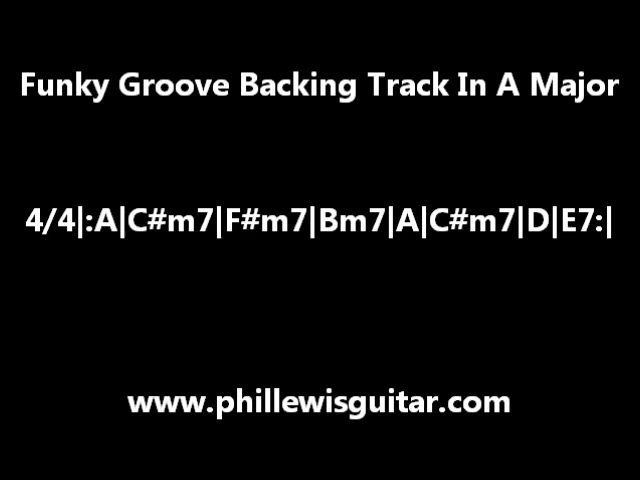 Funky Groove Backing Track In A Major
4/4|:A|C#m7|F#m7|Bm7|A|C#m7|D|E7:|
www.phillewisguitar.com